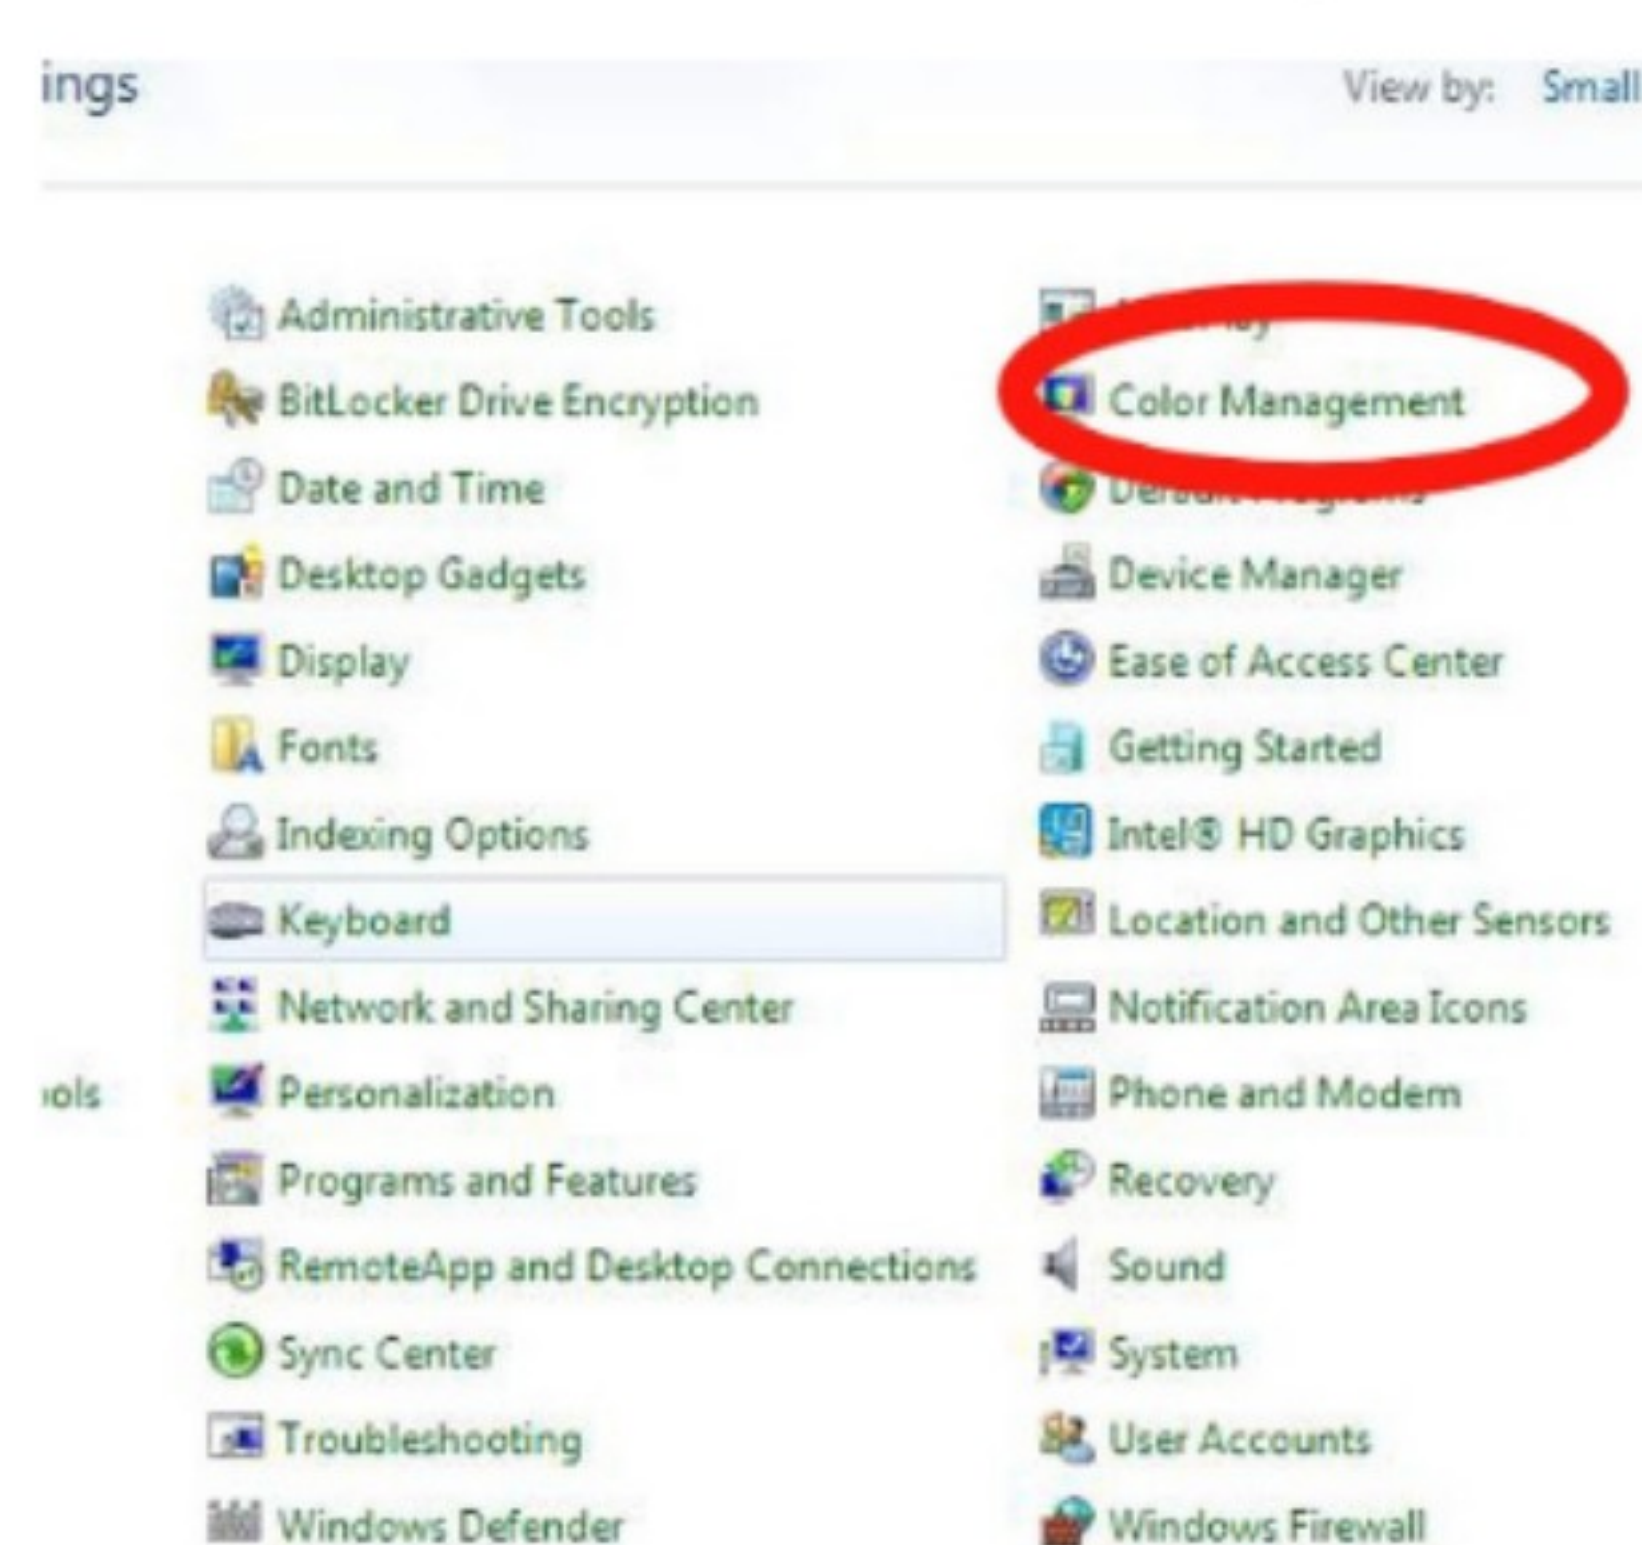 ings
View by: Small
Administrative Tools
BitLocker Drive Encryption
Color Management
Date and Time
Default Programs
Desktop Gadgets
Device Manager
Display
Ease of Access Center
Fonts
Getting Started
Indexing Options
Intel® HD Graphics
Keyboard
Location and Other Sensors
Network and Sharing Center
Notification Area Icons
ols
Personalization
Phone and Modem
Programs and Features
Recovery
RemoteApp and Desktop Connections
Sound
Sync Center
System
Troubleshooting
User Accounts
Windows Defender
Windows Firewall